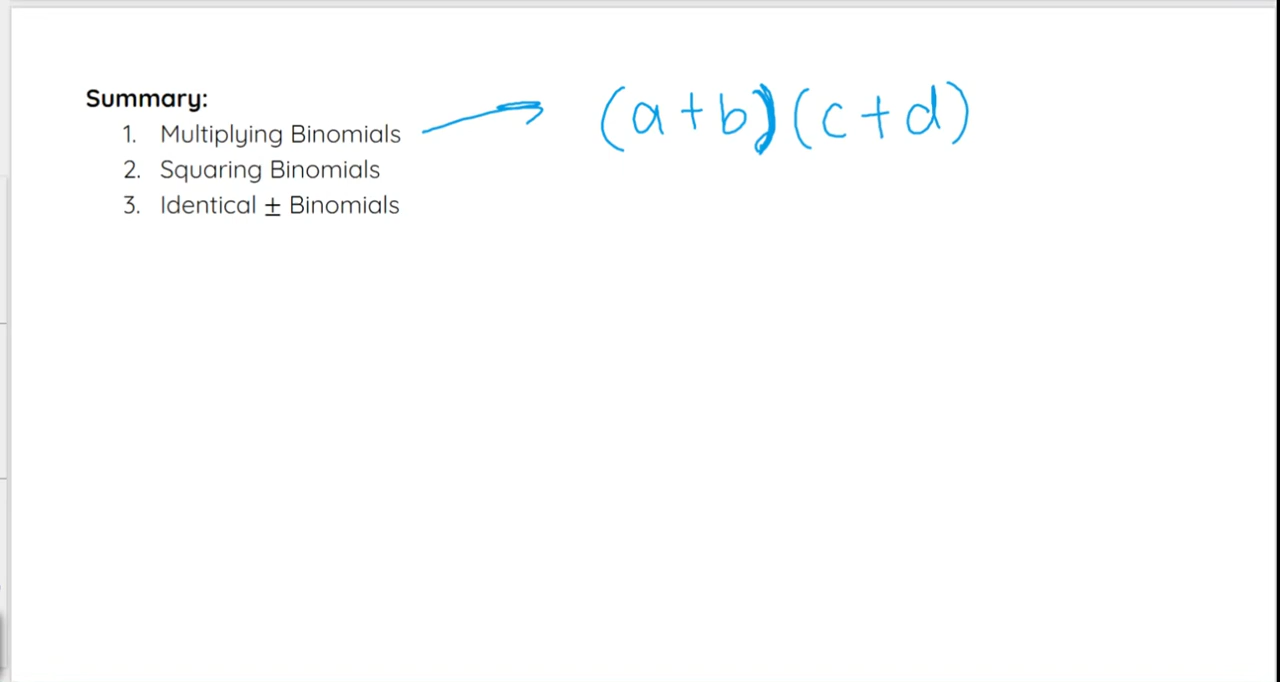 Summary:
1. Multiplying Binomials (a+b)(c+d)
2. Squaring Binomials
3. Identical ± Binomials